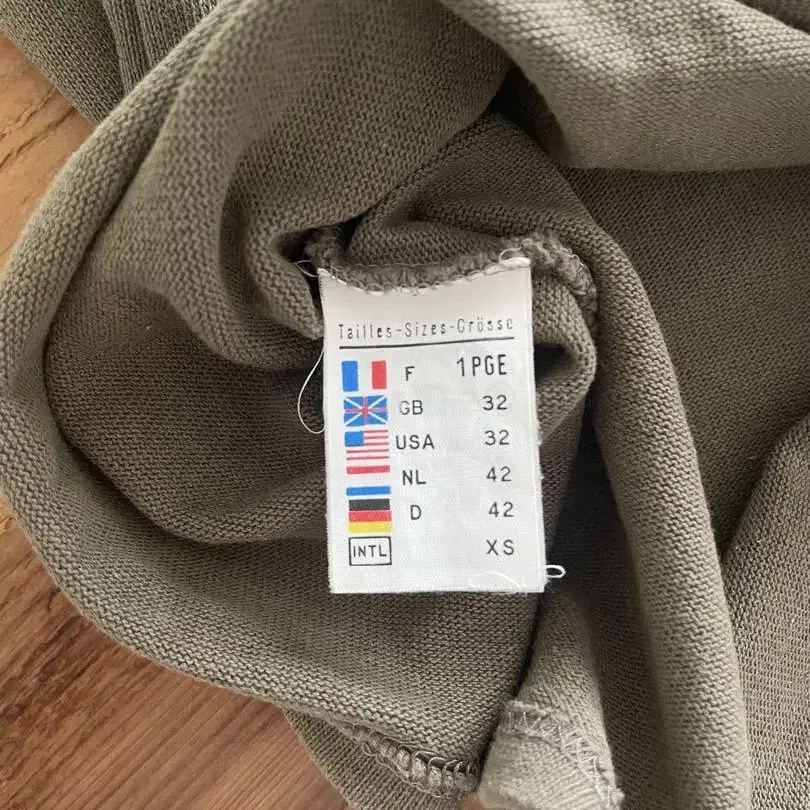 Tailles-Sizes-Grösse
F 1PGE
GB 32
USA 32
NL 42
D 42
INTL XS